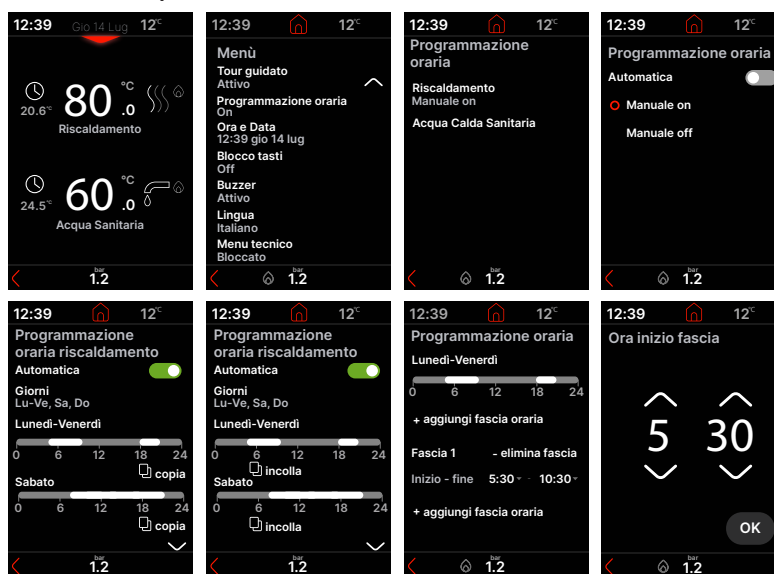 12:39 Gio 14 Lug 12°C
80.0 °C
20.6°
Riscaldamento
60.0 °C
24.5°
Acqua Sanitaria
bar
1.2
12:39 12°C
Menù
Tour guidato
Attivo
Programmazione oraria
On
Ora e Data
12:39 gio 14 lug
Blocco tasti
Off
Buzzer
Attivo
Lingua
Italiano
Menu tecnico
Bloccato
bar
1.2
12:39 12°C
Programmazione
oraria
Riscaldamento
Manuale on
Acqua Calda Sanitaria
bar
1.2
12:39 12°C
Programmazione oraria
Automatica
Manuale on
Manuale off
bar
1.2
12:39 12°C
Programmazione
oraria riscaldamento
Automatica
Giorni
Lu-Ve, Sa, Do
Lunedì-Venerdì
0 6 12 18 24
copia
Sabato
0 6 12 18 24
copia
bar
1.2
12:39 12°C
Programmazione
oraria riscaldamento
Automatica
Giorni
Lu-Ve, Sa, Do
Lunedì-Venerdì
0 6 12 18 24
incolla
Sabato
0 6 12 18 24
incolla
bar
1.2
12:39 12°C
Programmazione oraria
Lunedì-Venerdì
0 6 12 18 24
+ aggiungi fascia oraria
Fascia 1 - elimina fascia
Inizio - fine 5:30 - 10:30
+ aggiungi fascia oraria
bar
1.2
12:39 12°C
Ora inizio fascia
5 30
OK
bar
1.2